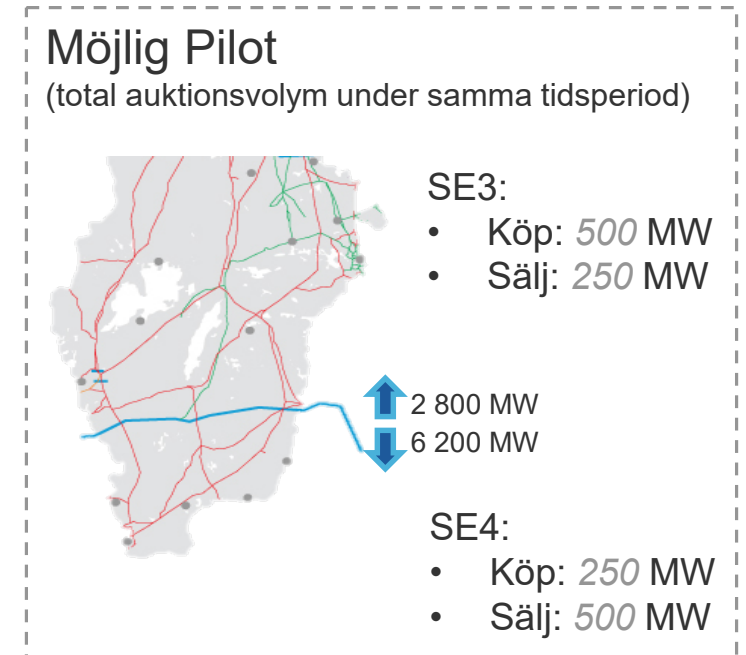 Möjlig Pilot
(total auktionsvolym under samma tidsperiod)
SE3:
• Köp: 500 MW
• Sälj: 250 MW
2 800 MW
6 200 MW
SE4:
• Köp: 250 MW
• Sälj: 500 MW